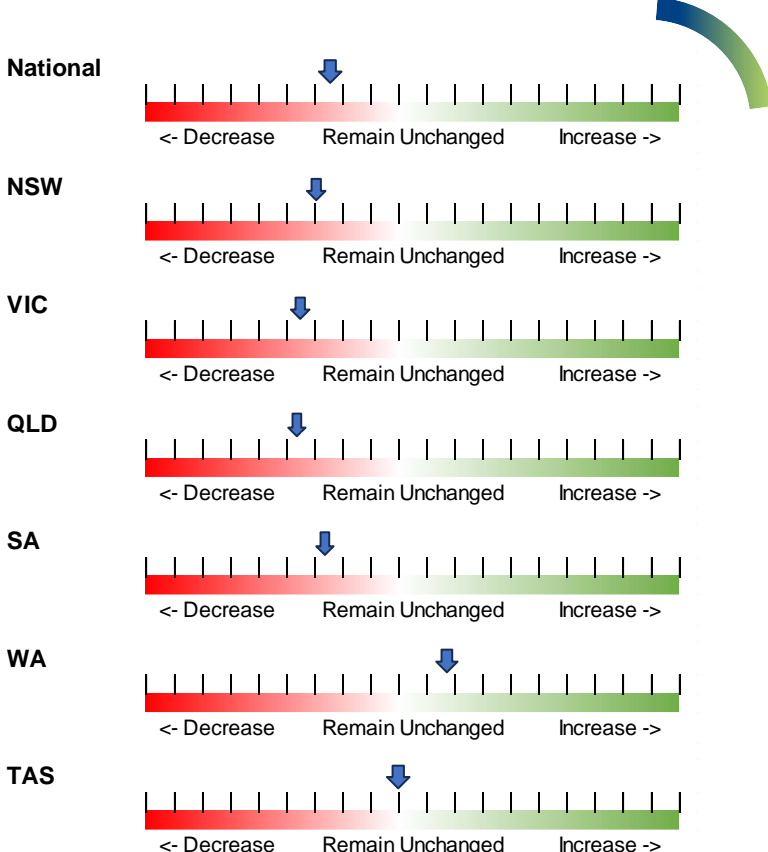 National
<- Decrease Remain Unchanged Increase ->
NSW
<- Decrease Remain Unchanged Increase ->
VIC
<- Decrease Remain Unchanged Increase ->
QLD
<- Decrease Remain Unchanged Increase ->
SA
<- Decrease Remain Unchanged Increase ->
WA
<- Decrease Remain Unchanged Increase ->
TAS
<- Decrease Remain Unchanged Increase ->